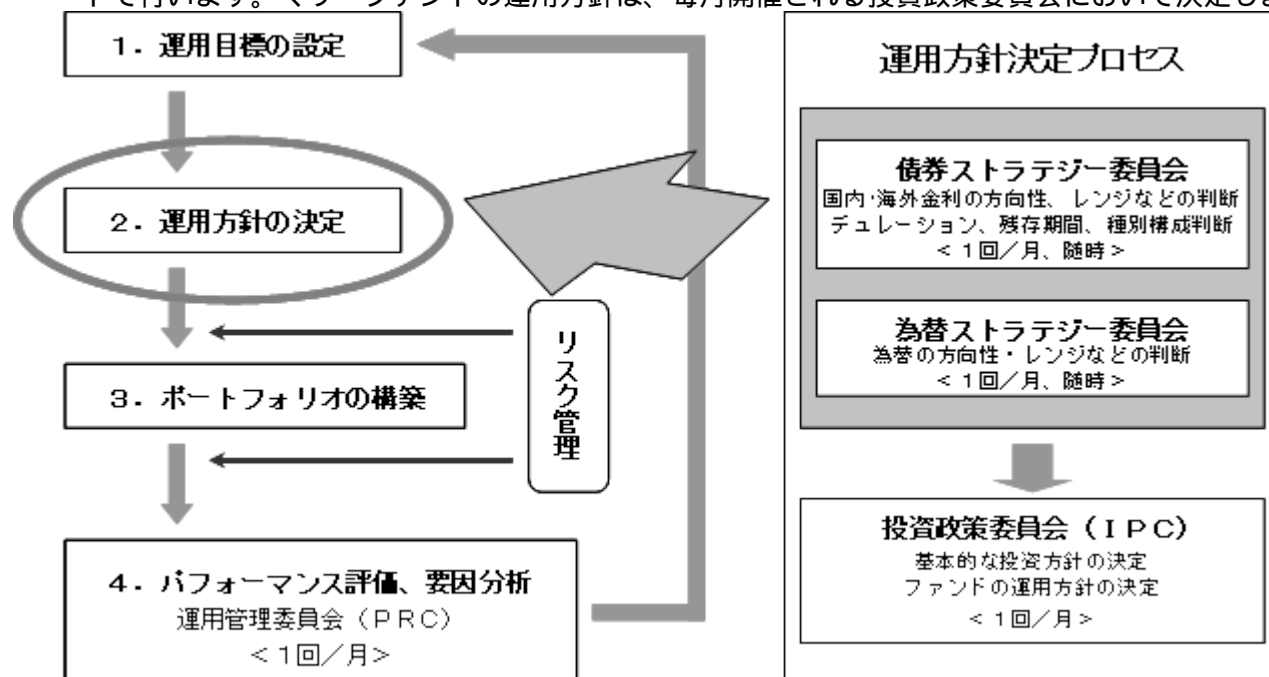 １．運用目標の設定
２．運用方針の決定
３．ポートフォリオの構築
４．パフォーマンス評価、要因分析
運用管理委員会（ＰＲＣ）
＜１回／月＞
リスク管理
運用方針決定プロセス
債券ストラテジー委員会
国内･海外金利の方向性、レンジなどの判断
デュレーション、残存期間、種別構成判断
＜１回／月、随時＞
為替ストラテジー委員会
為替の方向性・レンジなどの判断
＜１回／月、随時＞
投資政策委員会（ＩＰＣ）
基本的な投資方針の決定
ファンドの運用方針の決定
＜１回／月＞